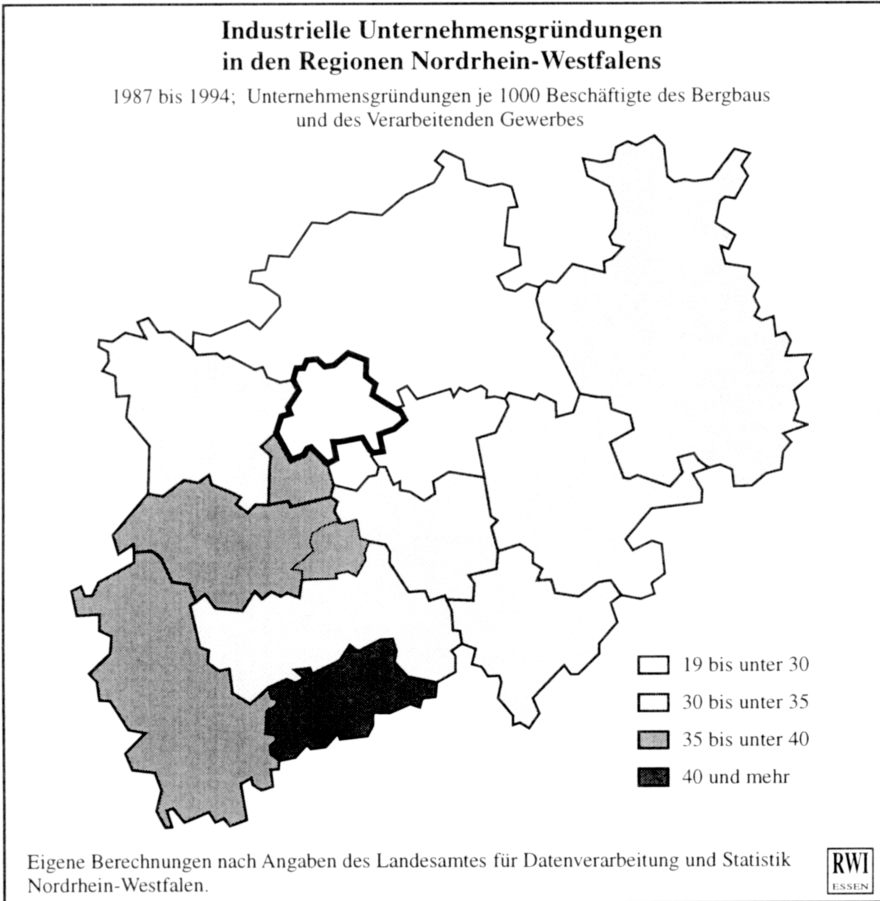 Industrielle Unternehmensgründungen
in den Regionen Nordrhein-Westfalens
1987 bis 1994; Unternehmensgründungen je 1000 Beschäftigte des Bergbaus
und des Verarbeitenden Gewerbes
19 bis unter 30
30 bis unter 35
35 bis unter 40
40 und mehr
Eigene Berechnungen nach Angaben des Landesamtes für Datenverarbeitung und Statistik
Nordrhein-Westfalen.
RWI
ESSEN